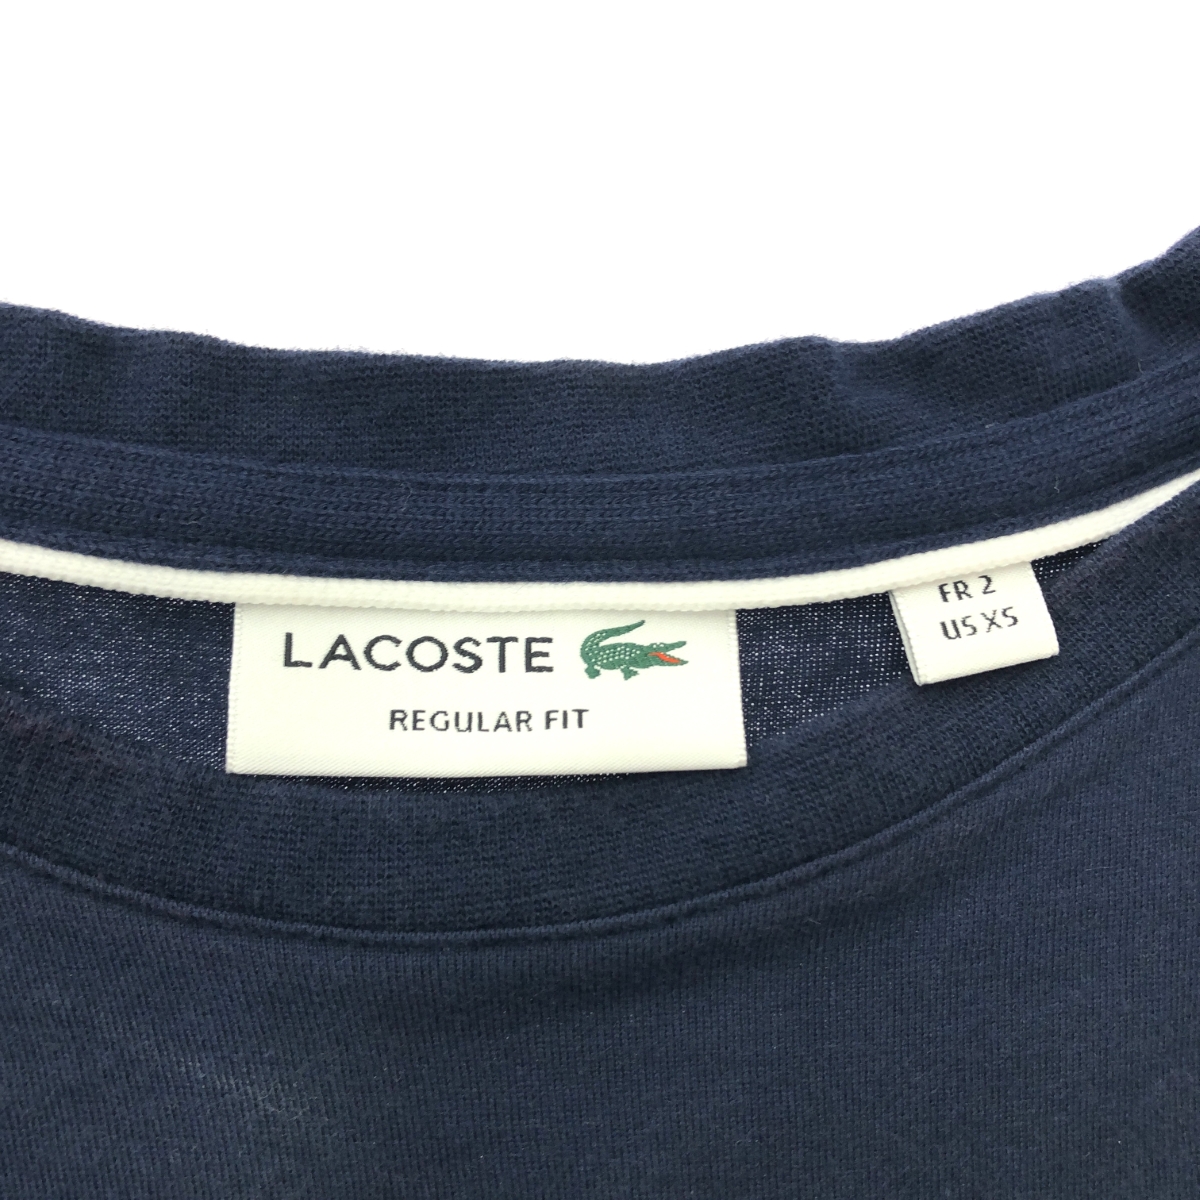 LACOSTE
REGULAR FIT
FR 2
US XS